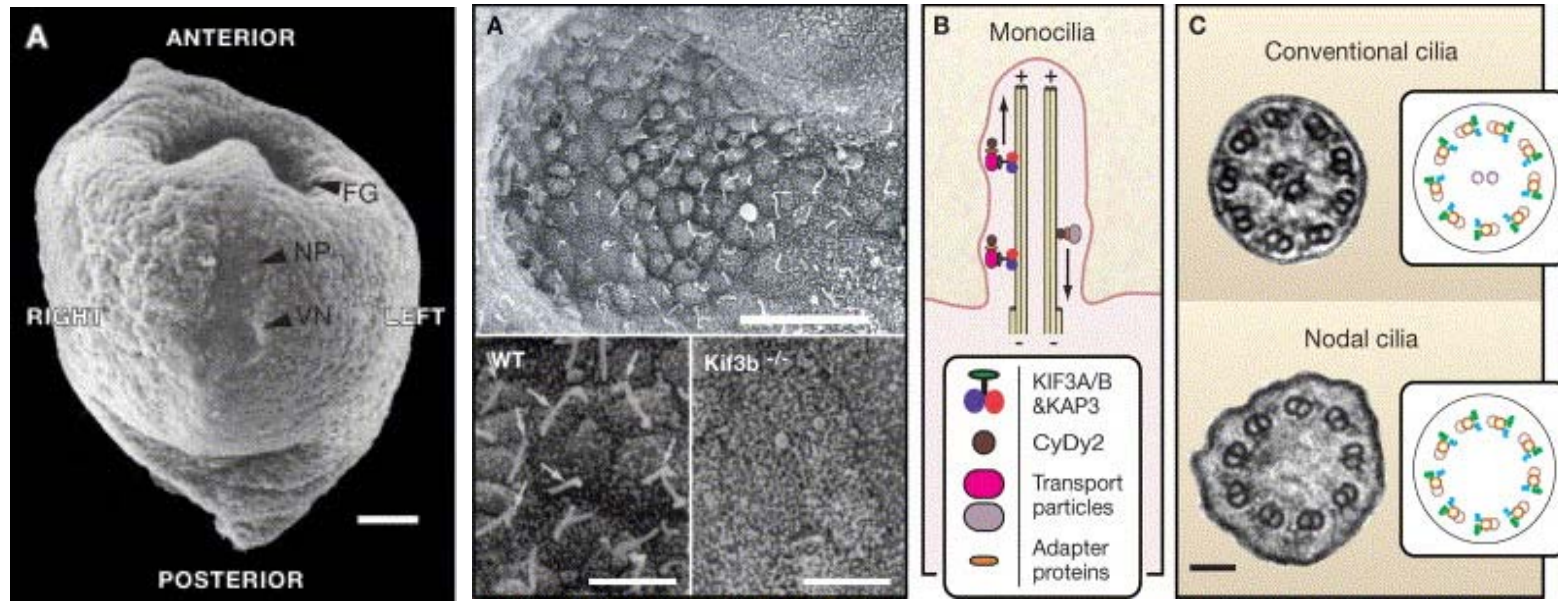 A
ANTERIOR
FG
NP
VN
RIGHT
LEFT
POSTERIOR
A
WT
Kif3b -/-
B
Monocilia
+ +
- -
KIF3A/B
&KAP3
CyDy2
Transport
particles
Adapter
proteins
C
Conventional cilia
Nodal cilia